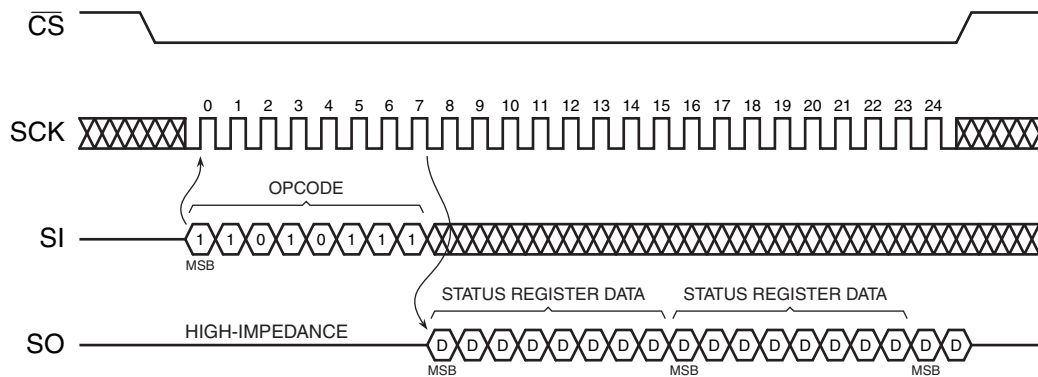 CS
0 1 2 3 4 5 6 7 8 9 10 11 12 13 14 15 16 17 18 19 20 21 22 23 24
SCK
OPCODE
SI 1 1 0 1 0 1 1 1
MSB
STATUS REGISTER DATA STATUS REGISTER DATA
HIGH-IMPEDANCE
SO D D D D D D D D D D D D D D D D D D
MSB MSB MSB